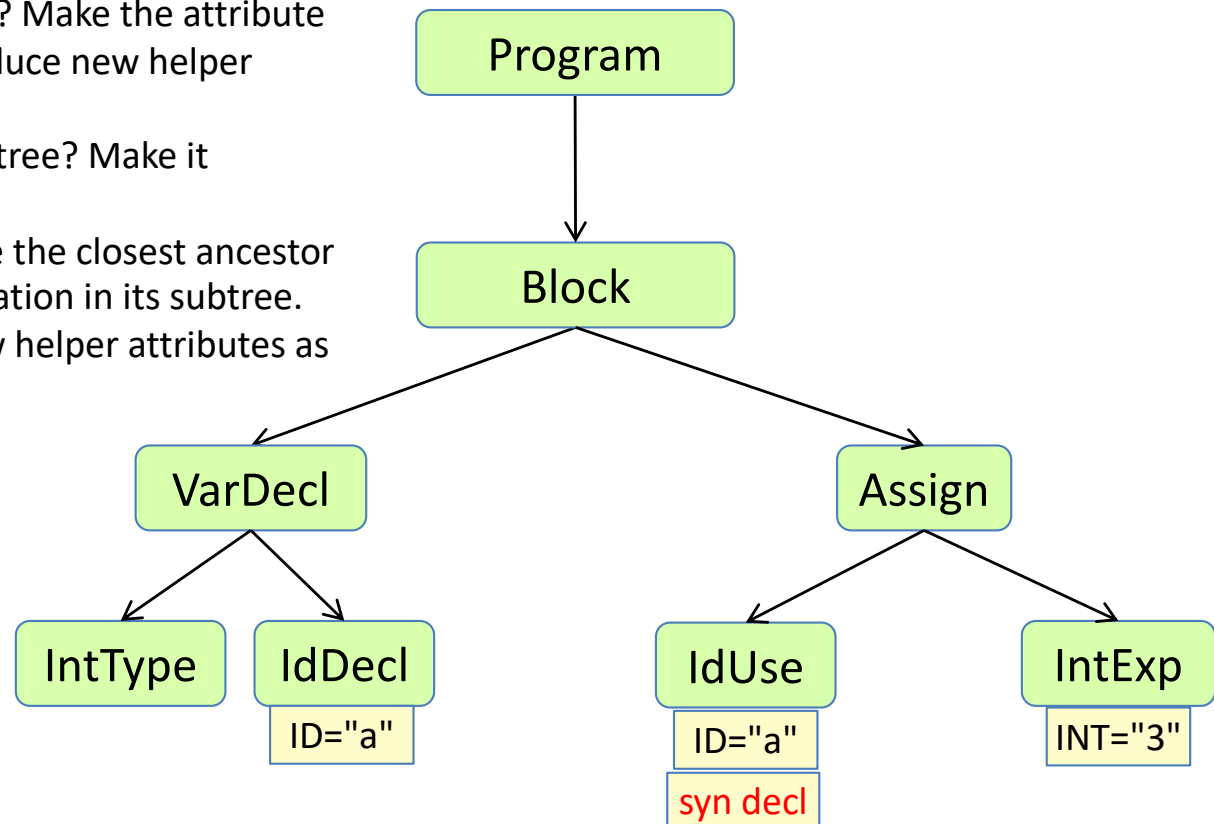 ? Make the attribute
duce new helper
tree? Make it
e the closest ancestor
ation in its subtree.
v helper attributes as
Program
Block
VarDecl
Assign
IntType
IdDecl
IdUse
IntExp
ID="a"
ID="a"
INT="3"
syn decl